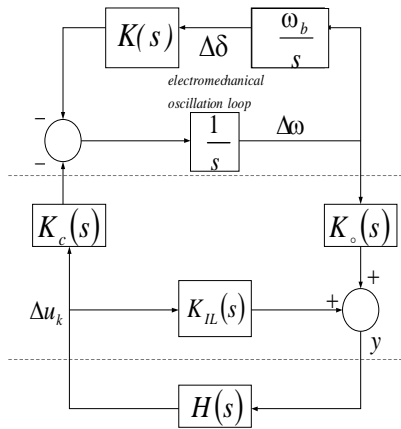 K(s)
Δδ
ω_b
s
electromechanical
oscillation loop
−
−
1
s
Δω
K_c(s)
K_o(s)
+
+
Δu_k
K_IL(s)
y
H(s)